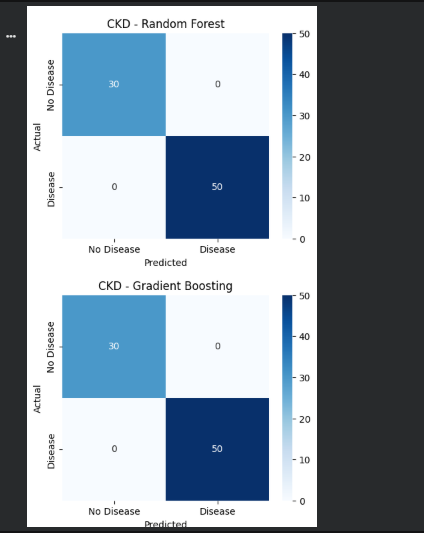 CKD - Random Forest
50
40
30
20
10
0
No Disease
Disease
Actual
30
0
0
50
No Disease
Disease
Predicted
CKD - Gradient Boosting
50
40
30
20
10
0
No Disease
Disease
Actual
30
0
0
50
No Disease
Disease
Predicted